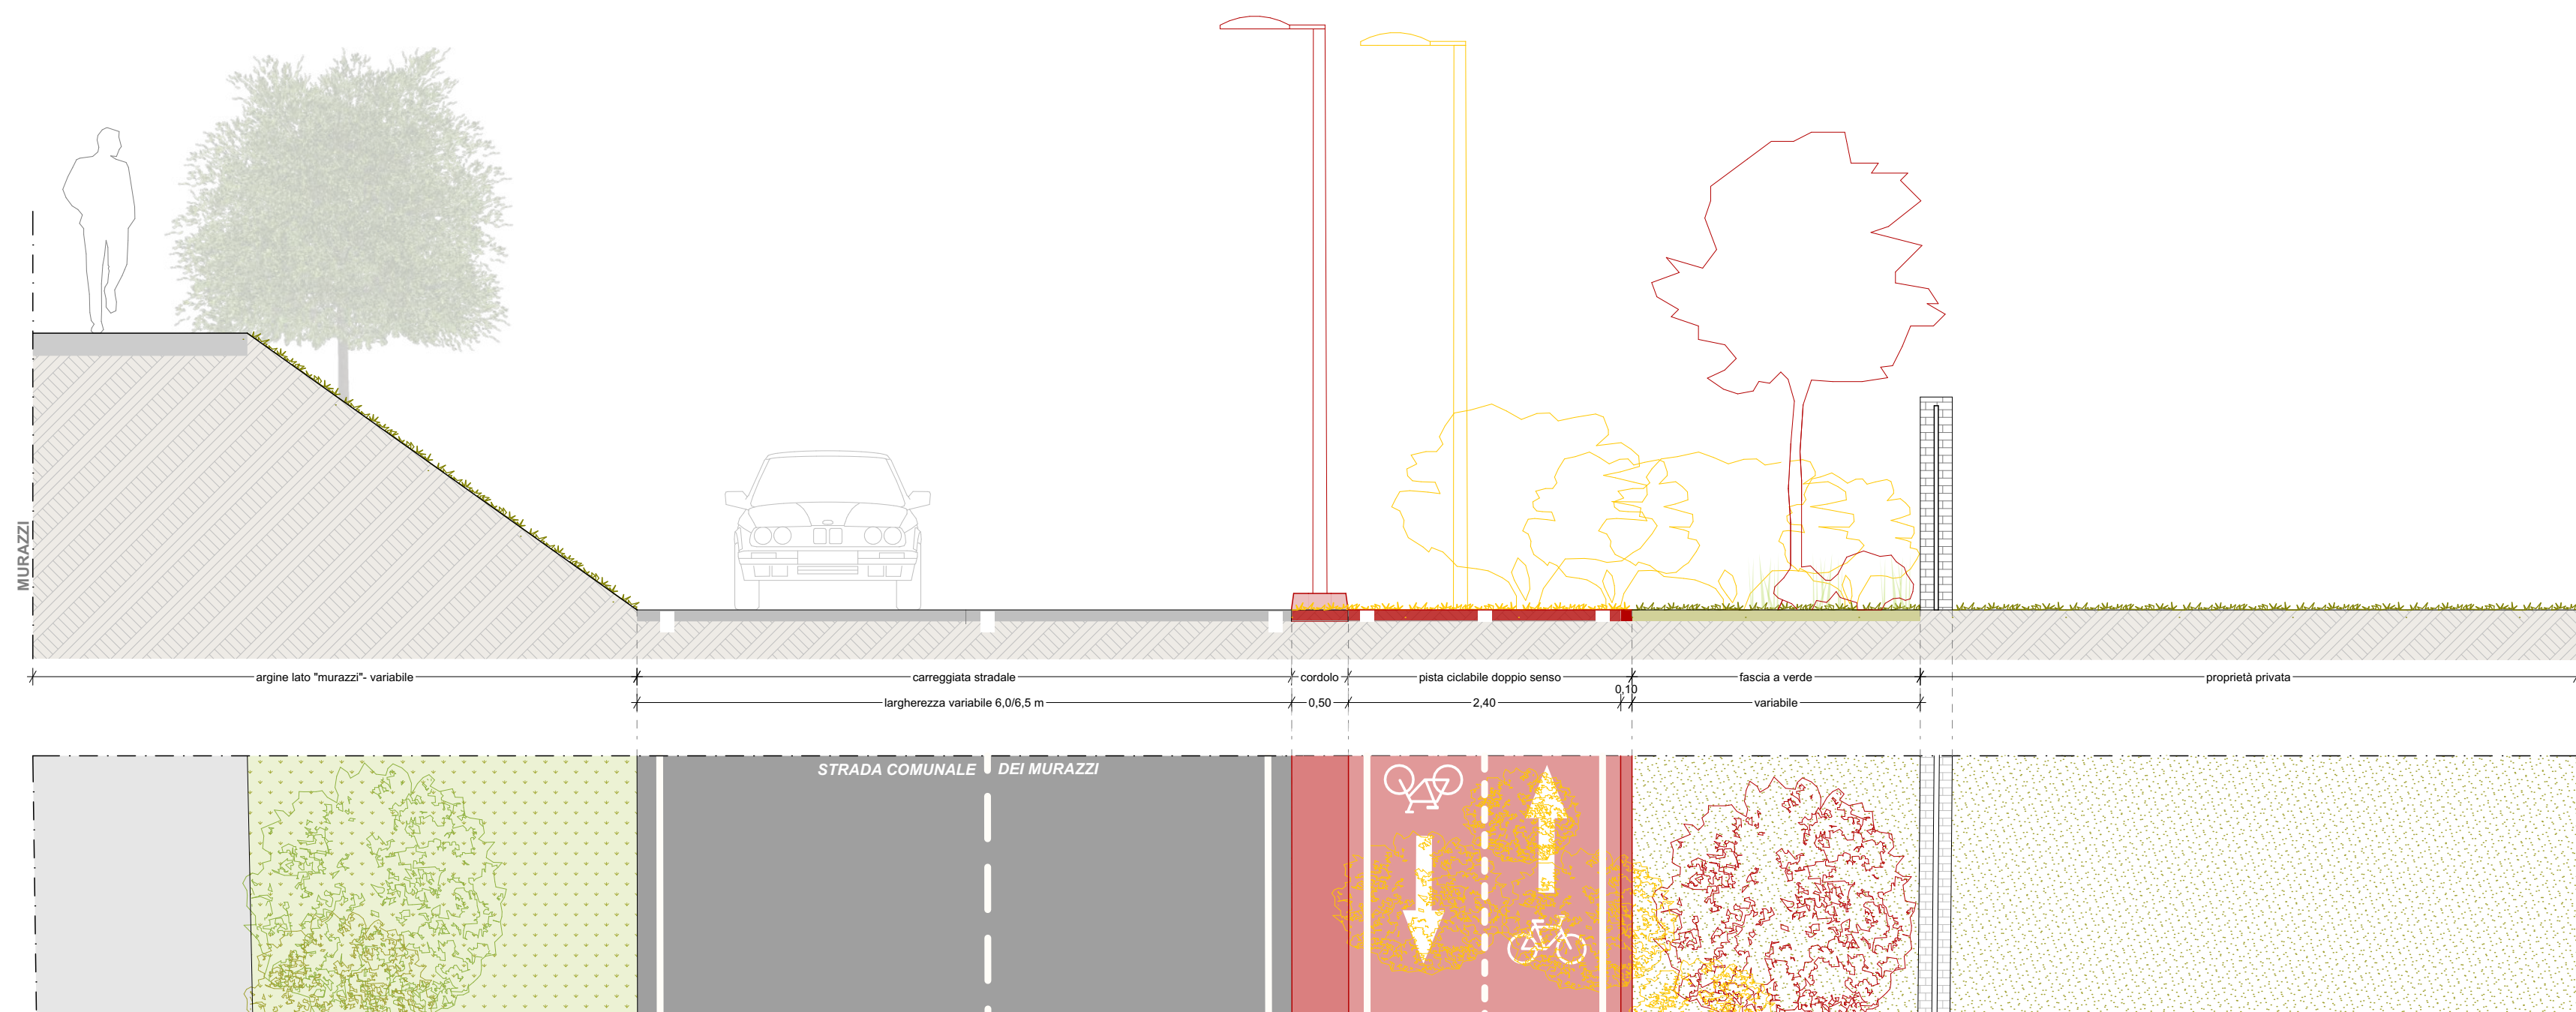 MURAZZI
argine lato "murazzi"- variabile
carreggiata stradale
cordolo
pista ciclabile doppio senso
fascia a verde
proprietà privata
largherezza variabile 6,0/6,5 m
0,50
2,40
0,10
variabile
STRADA COMUNALE DEI MURAZZI